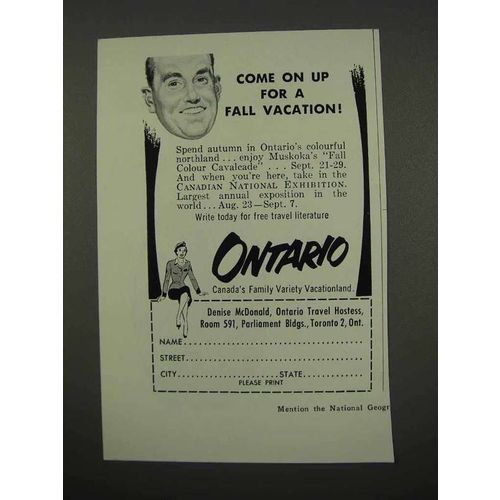 COME ON UP
FOR A
FALL VACATION!
Spend autumn in Ontario's colourful
northland . . . enjoy Muskoka's "Fall
Colour Cavalcade" . . . Sept. 21-29.
And when you're here, take in the
CANADIAN NATIONAL EXHIBITION.
Largest annual exposition in the
world . . . Aug. 23—Sept. 7.
Write today for free travel literature
ONTARIO
Canada's Family Variety Vacationland.
Denise McDonald, Ontario Travel Hostess,
Room 591, Parliament Bldgs., Toronto 2, Ont.
NAME
STREET
CITY STATE
PLEASE PRINT
Mention the National Geogr